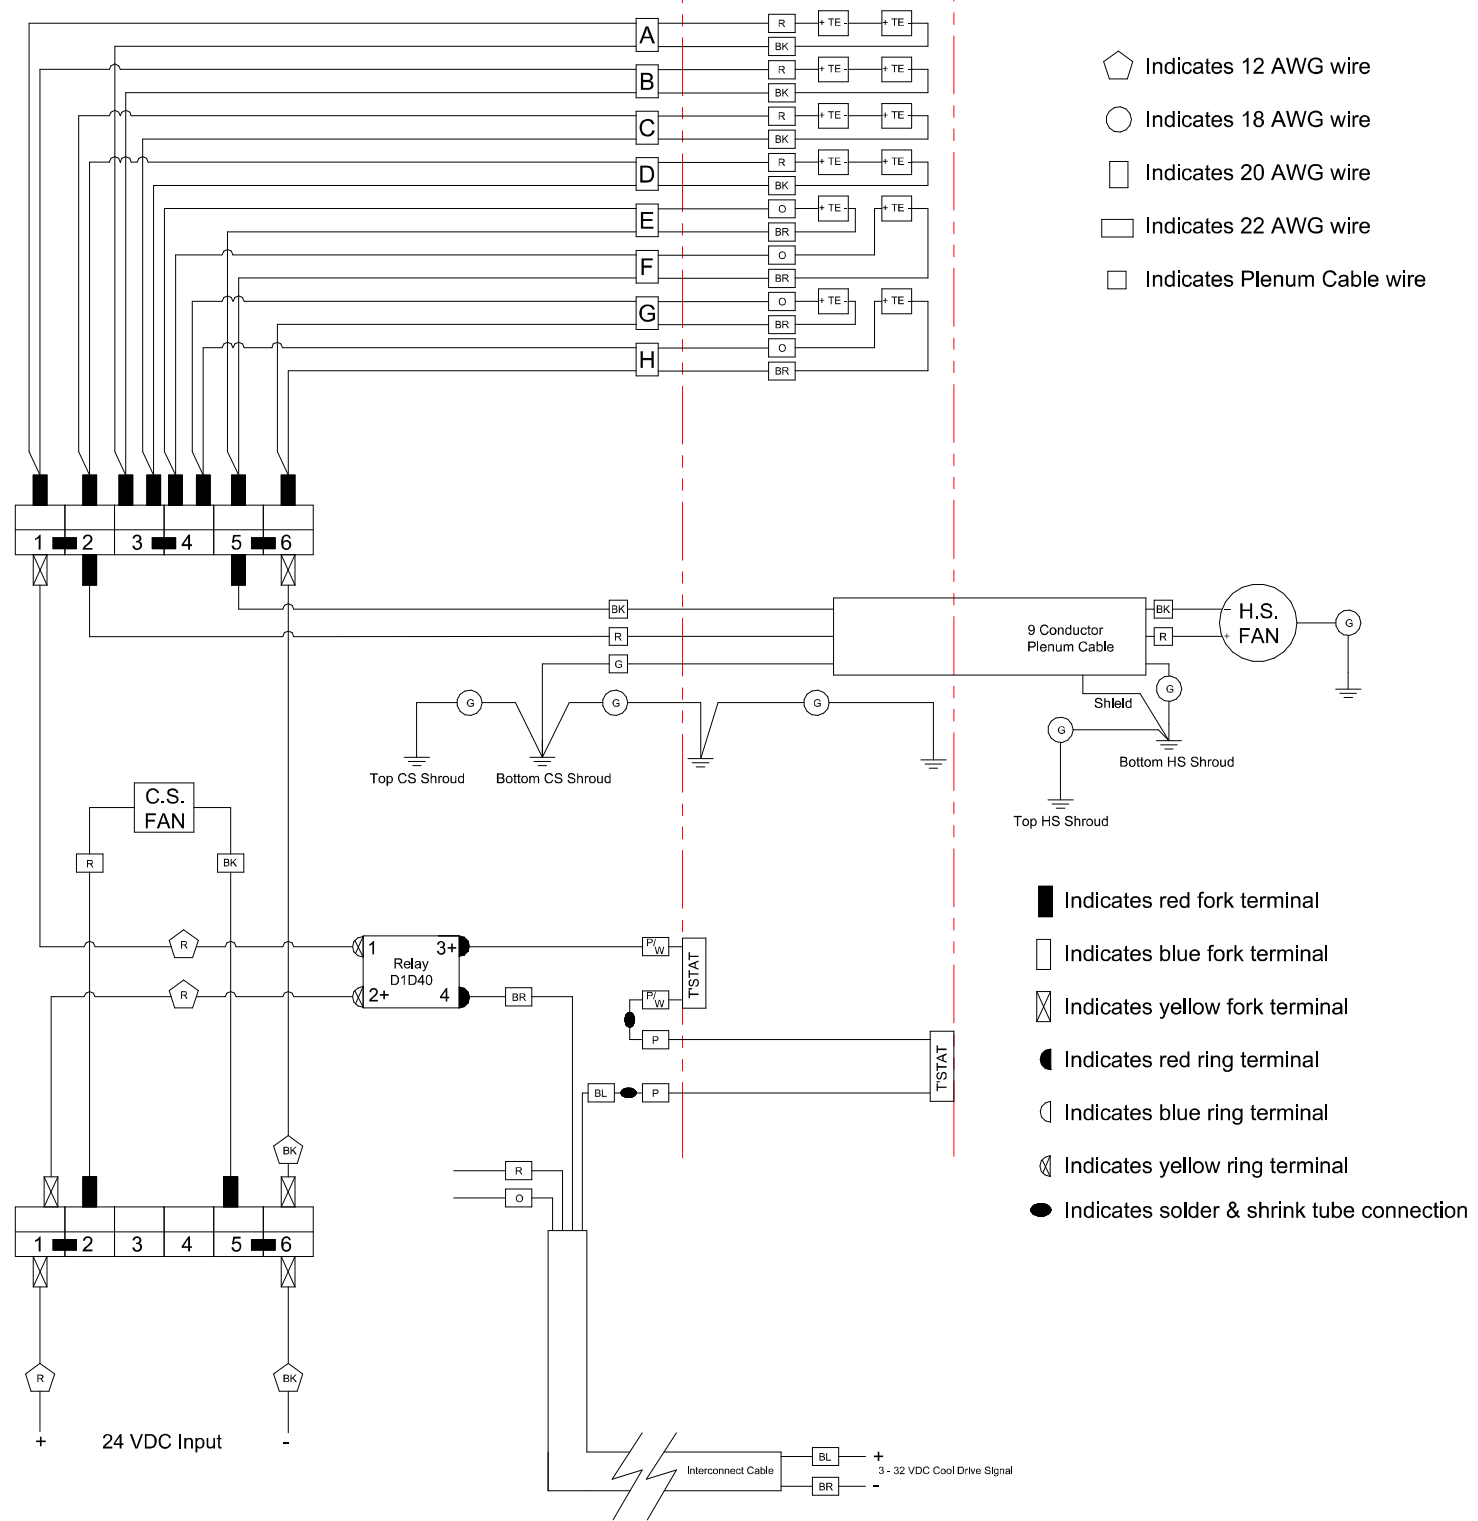 A
R
+ TE -
+ TE -
BK
B
R
+ TE -
+ TE -
BK
C
R
+ TE -
+ TE -
BK
D
R
+ TE -
+ TE -
BK
E
O
+ TE -
+ TE -
BR
F
O
BR
G
O
+ TE -
+ TE -
BR
H
O
BR
Indicates 12 AWG wire
Indicates 18 AWG wire
Indicates 20 AWG wire
Indicates 22 AWG wire
Indicates Plenum Cable wire
1 2 3 4 5 6
BK
R
G
9 Conductor
Plenum Cable
BK
R
- H.S.
+ FAN
G
G
Shield
G
Bottom HS Shroud
Top HS Shroud
G
G
G
Top CS Shroud
Bottom CS Shroud
C.S.
FAN
R
BK
R
R
1 3+
Relay
D1D40
2+ 4
BR
P/W
P/W
T'STAT
P
BL
P
T'STAT
BK
R
O
1 2 3 4 5 6
R
BK
+ 24 VDC Input -
Interconnect Cable
BL +
3 - 32 VDC Cool Drive Signal
BR -
Indicates red fork terminal
Indicates blue fork terminal
Indicates yellow fork terminal
Indicates red ring terminal
Indicates blue ring terminal
Indicates yellow ring terminal
Indicates solder & shrink tube connection